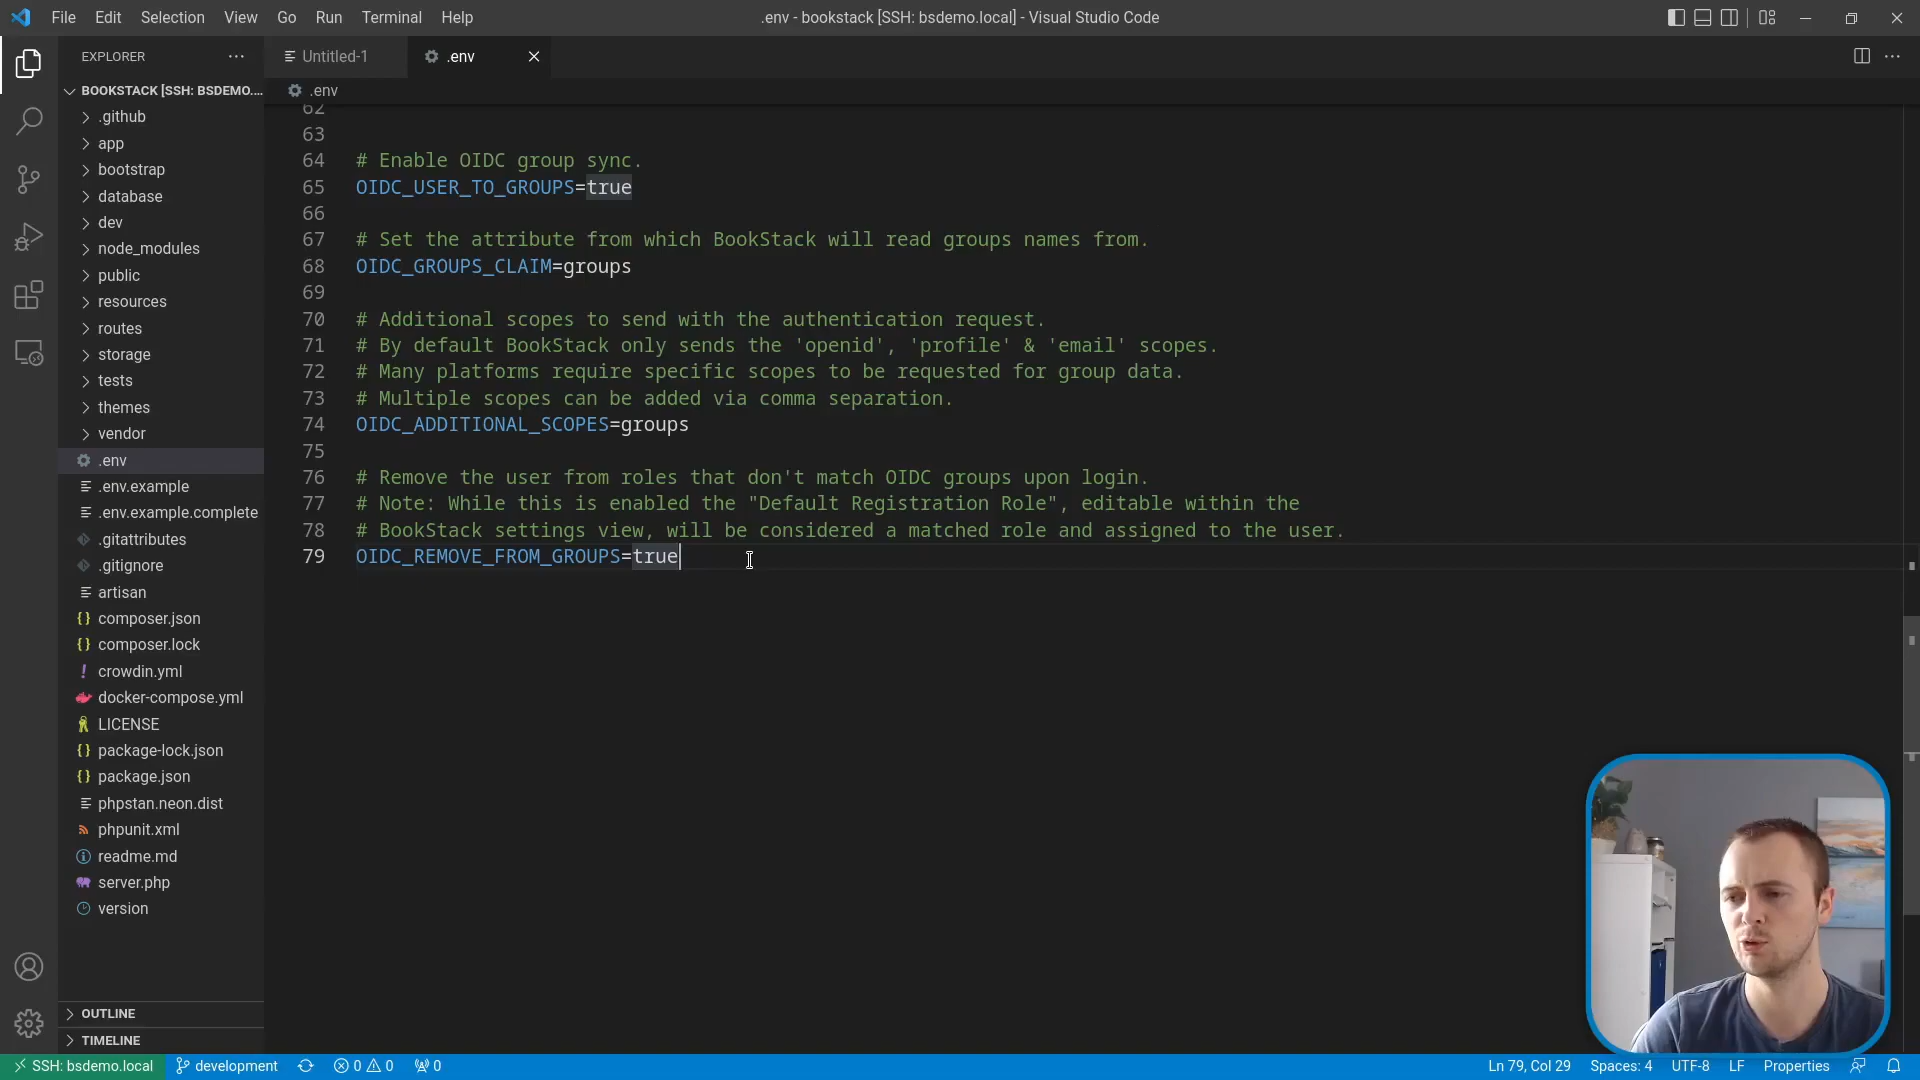 File Edit Selection View Go Run Terminal Help
.env - bookstack [SSH: bsdemo.local] - Visual Studio Code
EXPLORER
Untitled-1
.env
BOOKSTACK [SSH: BSDEMO....
.env
.github
app
bootstrap
database
dev
node_modules
public
resources
routes
storage
tests
themes
vendor
.env
.env.example
.env.example.complete
.gitattributes
.gitignore
artisan
composer.json
composer.lock
crowdin.yml
docker-compose.yml
LICENSE
package-lock.json
package.json
phpstan.neon.dist
phpunit.xml
readme.md
server.php
version
OUTLINE
TIMELINE
62
63
64 # Enable OIDC group sync.
65 OIDC_USER_TO_GROUPS=true
66
67 # Set the attribute from which BookStack will read groups names from.
68 OIDC_GROUPS_CLAIM=groups
69
70 # Additional scopes to send with the authentication request.
71 # By default BookStack only sends the 'openid', 'profile' & 'email' scopes.
72 # Many platforms require specific scopes to be requested for group data.
73 # Multiple scopes can be added via comma separation.
74 OIDC_ADDITIONAL_SCOPES=groups
75
76 # Remove the user from roles that don't match OIDC groups upon login.
77 # Note: While this is enabled the "Default Registration Role", editable within the
78 # BookStack settings view, will be considered a matched role and assigned to the user.
79 OIDC_REMOVE_FROM_GROUPS=true
SSH: bsdemo.local development 0 0 0 Ln 79, Col 29 Spaces: 4 UTF-8 LF Properties